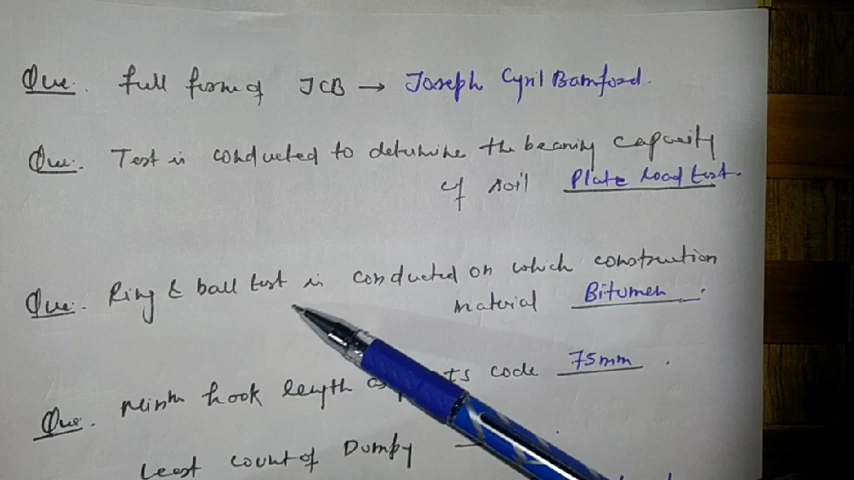 Que. Full form of JCB → Joseph Cyril Bamford.
Que. Test is conducted to determine the bearing capacity
of soil Plate load test.
Que. Ring & ball test is conducted on which construction
material Bitumen.
Que. Minm hook length as code 75mm.
Least count of Dumpy